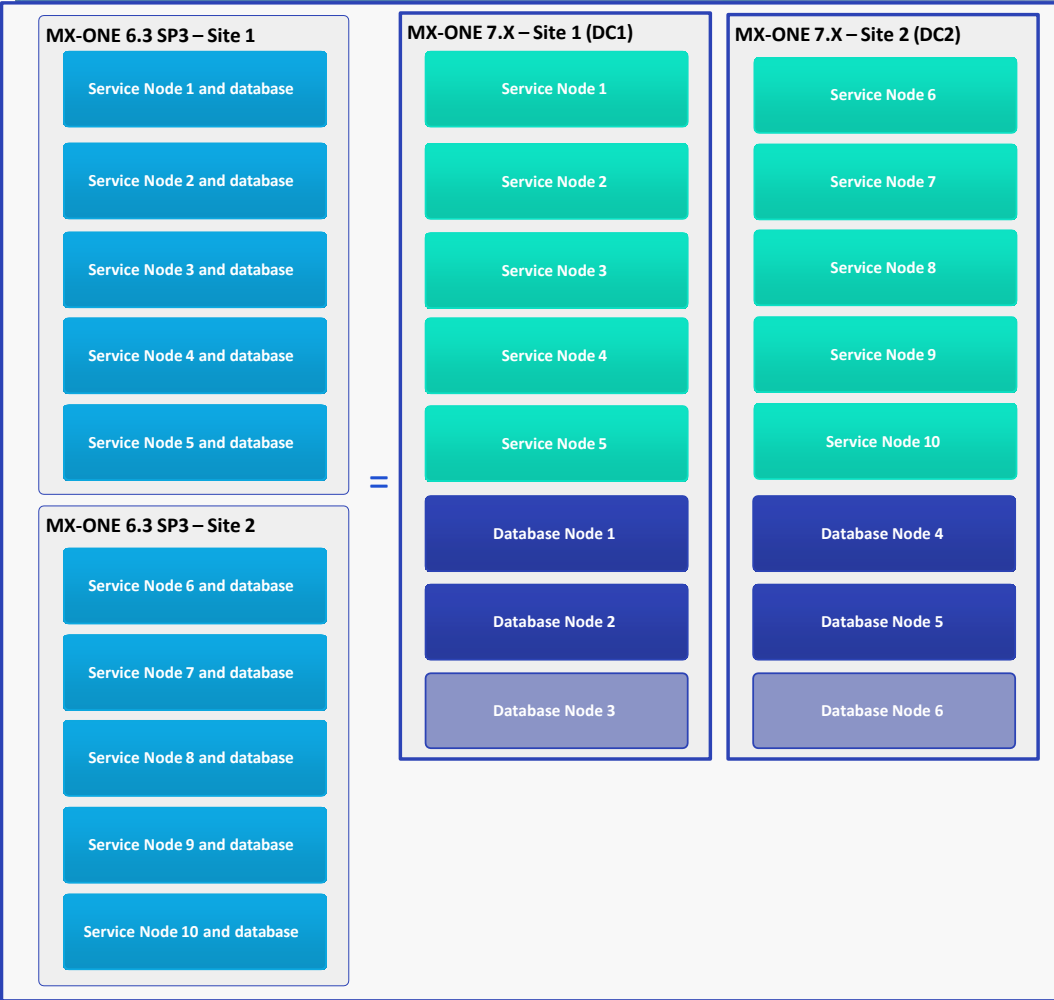 MX-ONE 6.3 SP3 – Site 1
Service Node 1 and database
Service Node 2 and database
Service Node 3 and database
Service Node 4 and database
Service Node 5 and database
MX-ONE 6.3 SP3 – Site 2
Service Node 6 and database
Service Node 7 and database
Service Node 8 and database
Service Node 9 and database
Service Node 10 and database
=
MX-ONE 7.X – Site 1 (DC1)
Service Node 1
Service Node 2
Service Node 3
Service Node 4
Service Node 5
Database Node 1
Database Node 2
Database Node 3
MX-ONE 7.X – Site 2 (DC2)
Service Node 6
Service Node 7
Service Node 8
Service Node 9
Service Node 10
Database Node 4
Database Node 5
Database Node 6